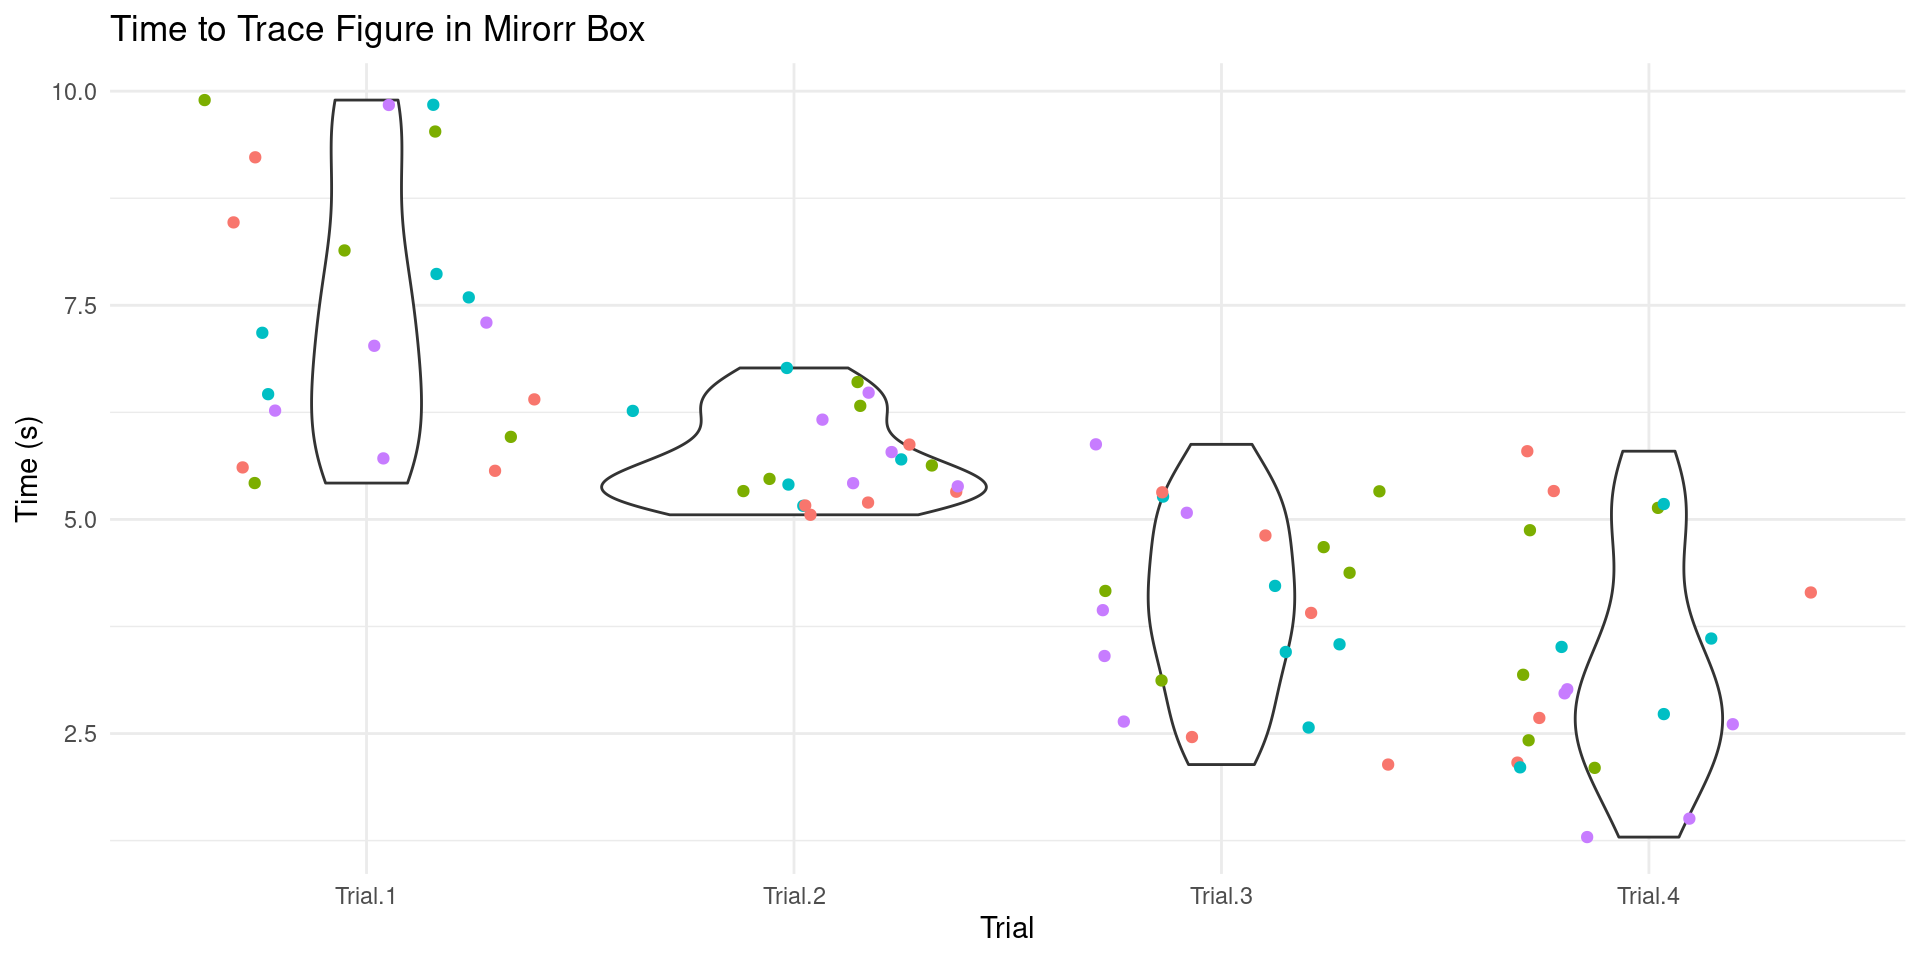 Time to Trace Figure in Mirorr Box
10.0
7.5
5.0
2.5
Time (s)
Trial.1
Trial.2
Trial.3
Trial.4
Trial